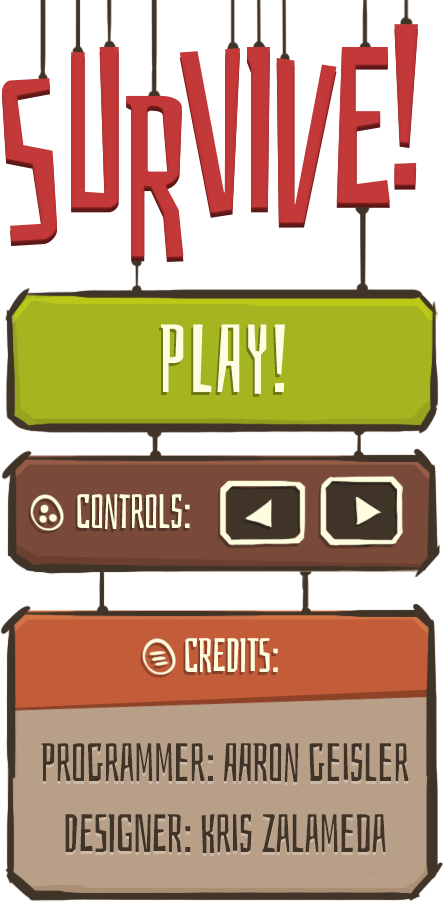 SURVIVE!
PLAY!
CONTROLS:
CREDITS:
PROGRAMMER: AARON GEISLER
DESIGNER: KRIS ZALAMEDA